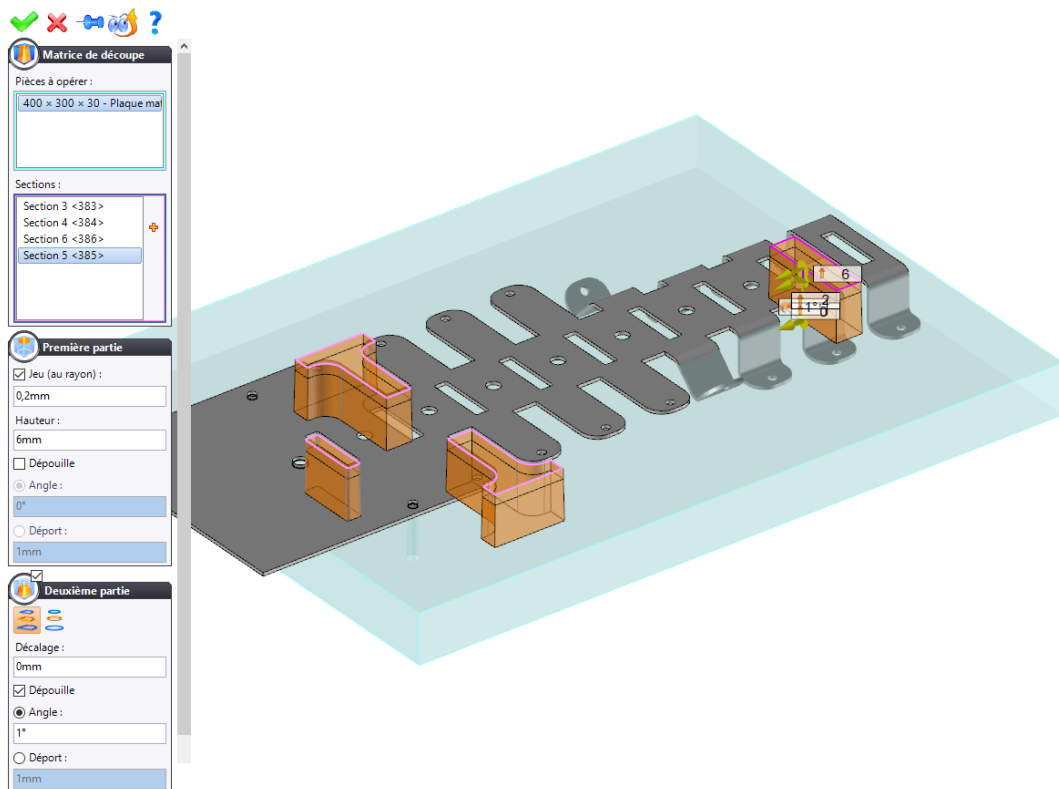 Matrice de découpe
Pièces à opérer :
400 × 300 × 30 - Plaque mat
Sections :
Section 3 <383>
Section 4 <384>
Section 6 <386>
Section 5 <385>
Première partie
Jeu (au rayon) :
0,2mm
Hauteur :
6mm
Dépouille
Angle :
0°
Déport :
1mm
Deuxième partie
Décalage :
0mm
Dépouille
Angle :
1°
Déport :
1mm
6
1°
0